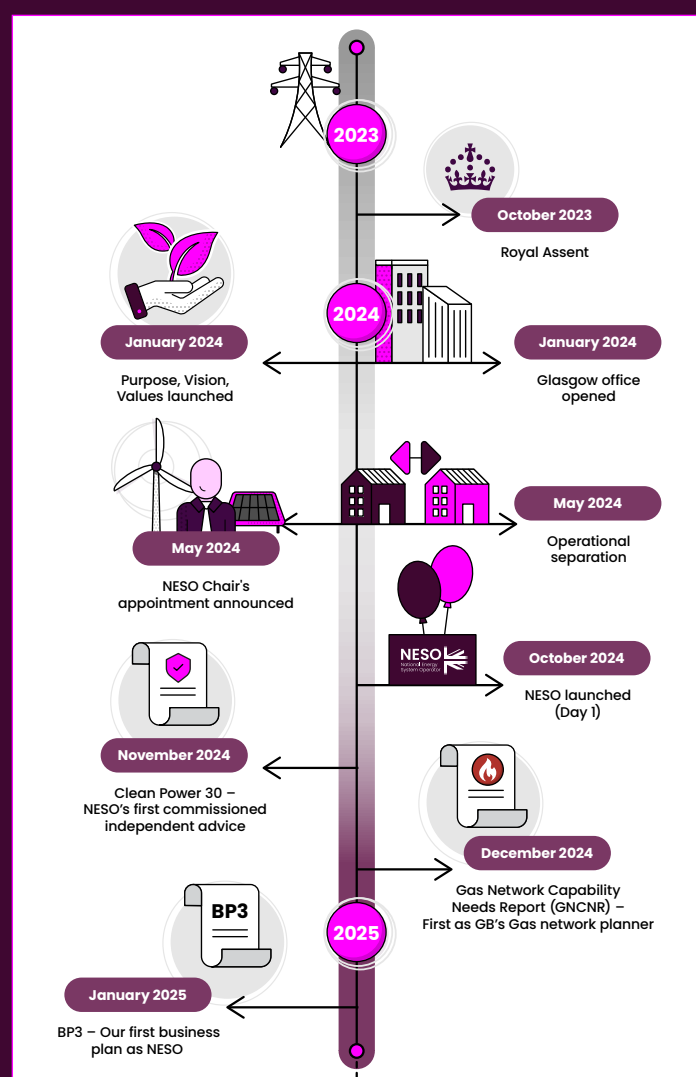 2023
October 2023
Royal Assent
2024
January 2024
Purpose, Vision,
Values launched
January 2024
Glasgow office
opened
May 2024
NESO Chair's
appointment announced
May 2024
Operational
separation
NESO
National Energy
System Operator
October 2024
NESO launched
(Day 1)
November 2024
Clean Power 30 –
NESO’s first commissioned
independent advice
December 2024
Gas Network Capability
Needs Report (GNCNR) –
First as GB’s Gas network planner
2025
BP3
January 2025
BP3 – Our first business
plan as NESO